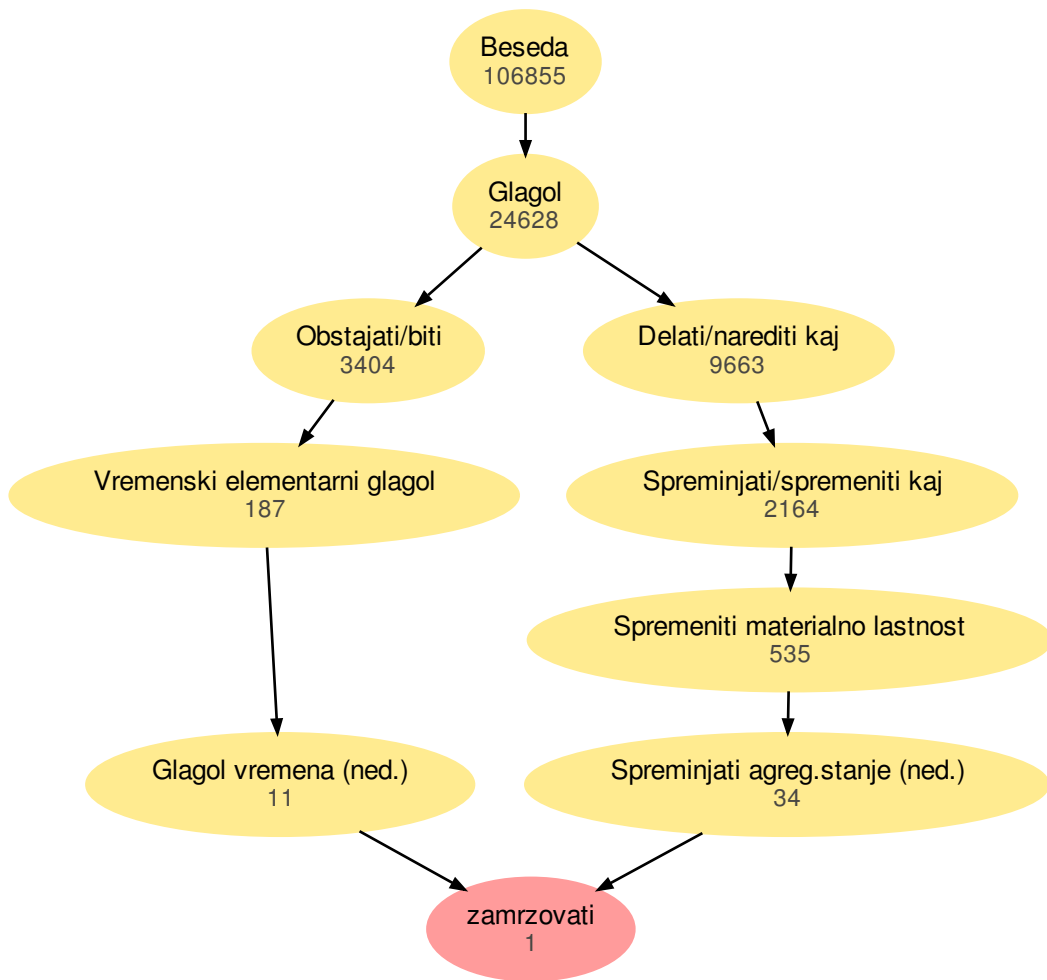 Beseda
106855
Glagol
24628
Obstajati/biti
3404
Delati/narediti kaj
9663
Vremenski elementarni glagol
187
Spreminjati/spremeniti kaj
2164
Spremeniti materialno lastnost
535
Glagol vremena (ned.)
11
Spreminjati agreg.stanje (ned.)
34
zamrzovati
1